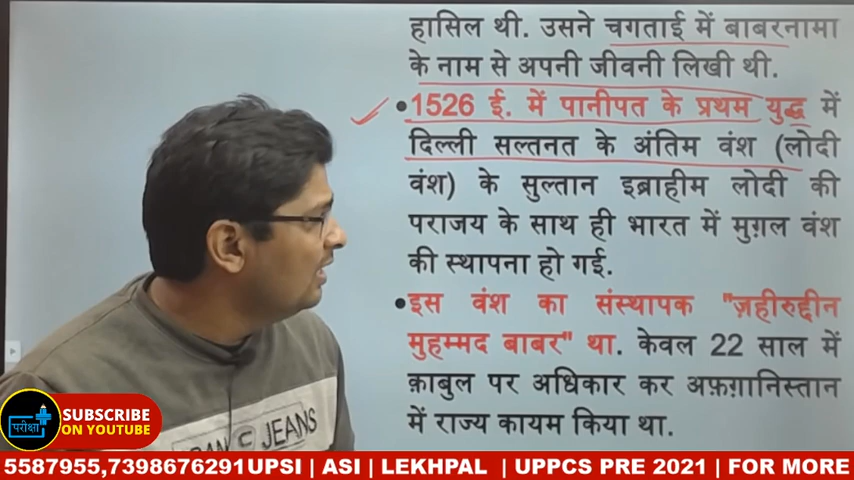 हासिल थी. उसने चगताई में बाबरनामा
के नाम से अपनी जीवनी लिखी थी.
•1526 ई. में पानीपत के प्रथम युद्ध में
दिल्ली सल्तनत के अंतिम वंश (लोदी
वंश) के सुल्तान इब्राहीम लोदी की
पराजय के साथ ही भारत में मुग़ल वंश
की स्थापना हो गई.
•इस वंश का संस्थापक "ज़हीरुद्दीन
मुहम्मद बाबर" था. केवल 22 साल में
क़ाबुल पर अधिकार कर अफ़ग़ानिस्तान
में राज्य कायम किया था.
JEANS
परीक्षा
SUBSCRIBE
ON YOUTUBE
5587955,7398676291UPSI | ASI | LEKHPAL | UPPCS PRE 2021 | FOR MORE